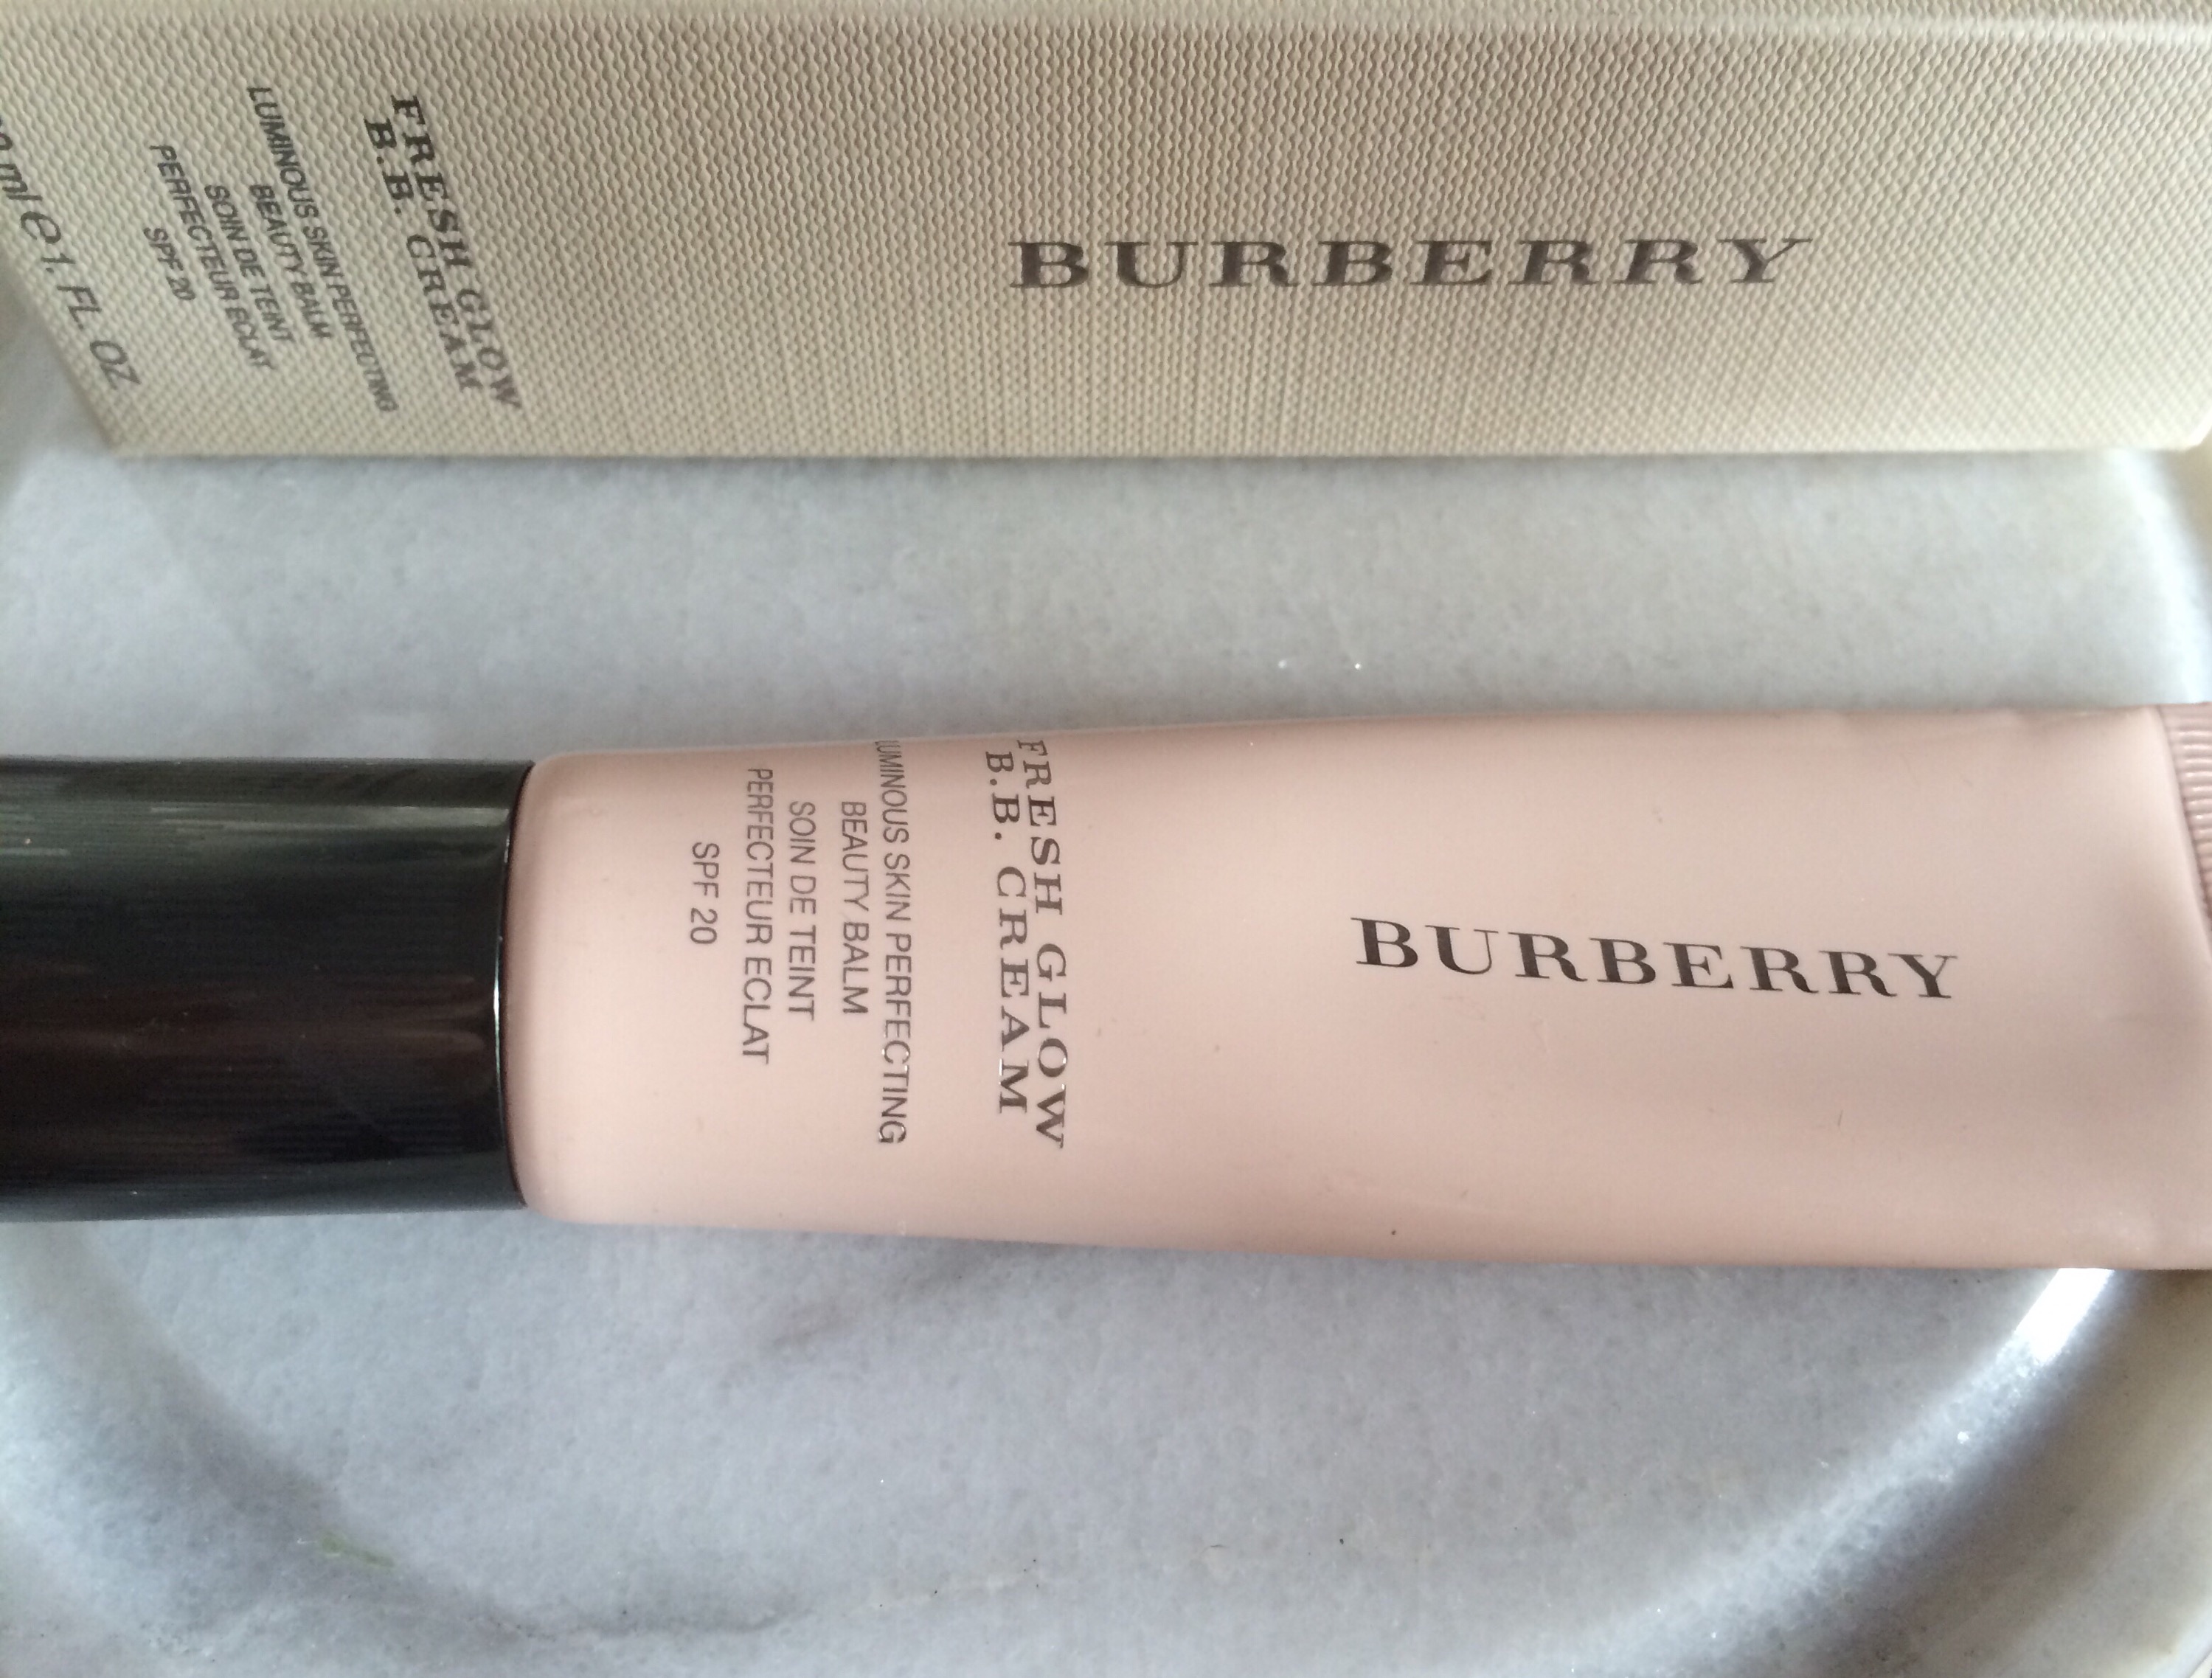 BURBERRY
FRESH GLOW
B.B. CREAM
LUMINOUS SKIN PERFECTING
BEAUTY BALM
SOIN DE TEINT
PERFECTEUR ECLAT
SPF 20
ml e 1. FL. OZ
BURBERRY
FRESH GLOW
B.B. CREAM
LUMINOUS SKIN PERFECTING
BEAUTY BALM
SOIN DE TEINT
PERFECTEUR ECLAT
SPF 20